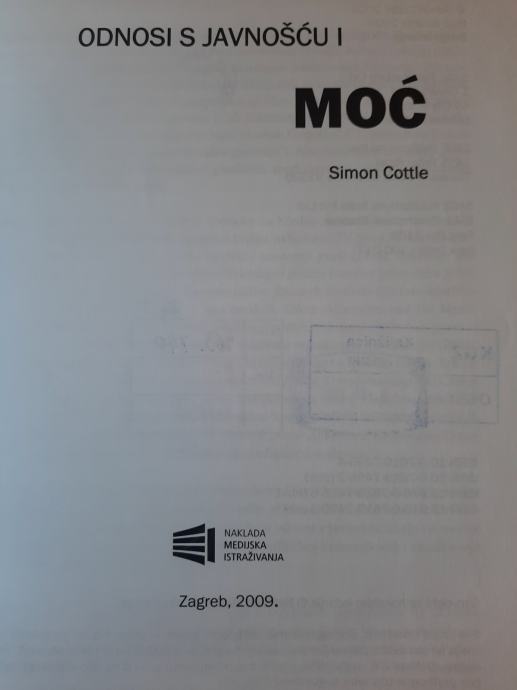 ODNOSI S JAVNOŠĆU I
MOĆ
Simon Cottle
NAKLADA
MEDIJSKA
ISTRAŽIVANJA
Zagreb, 2009.